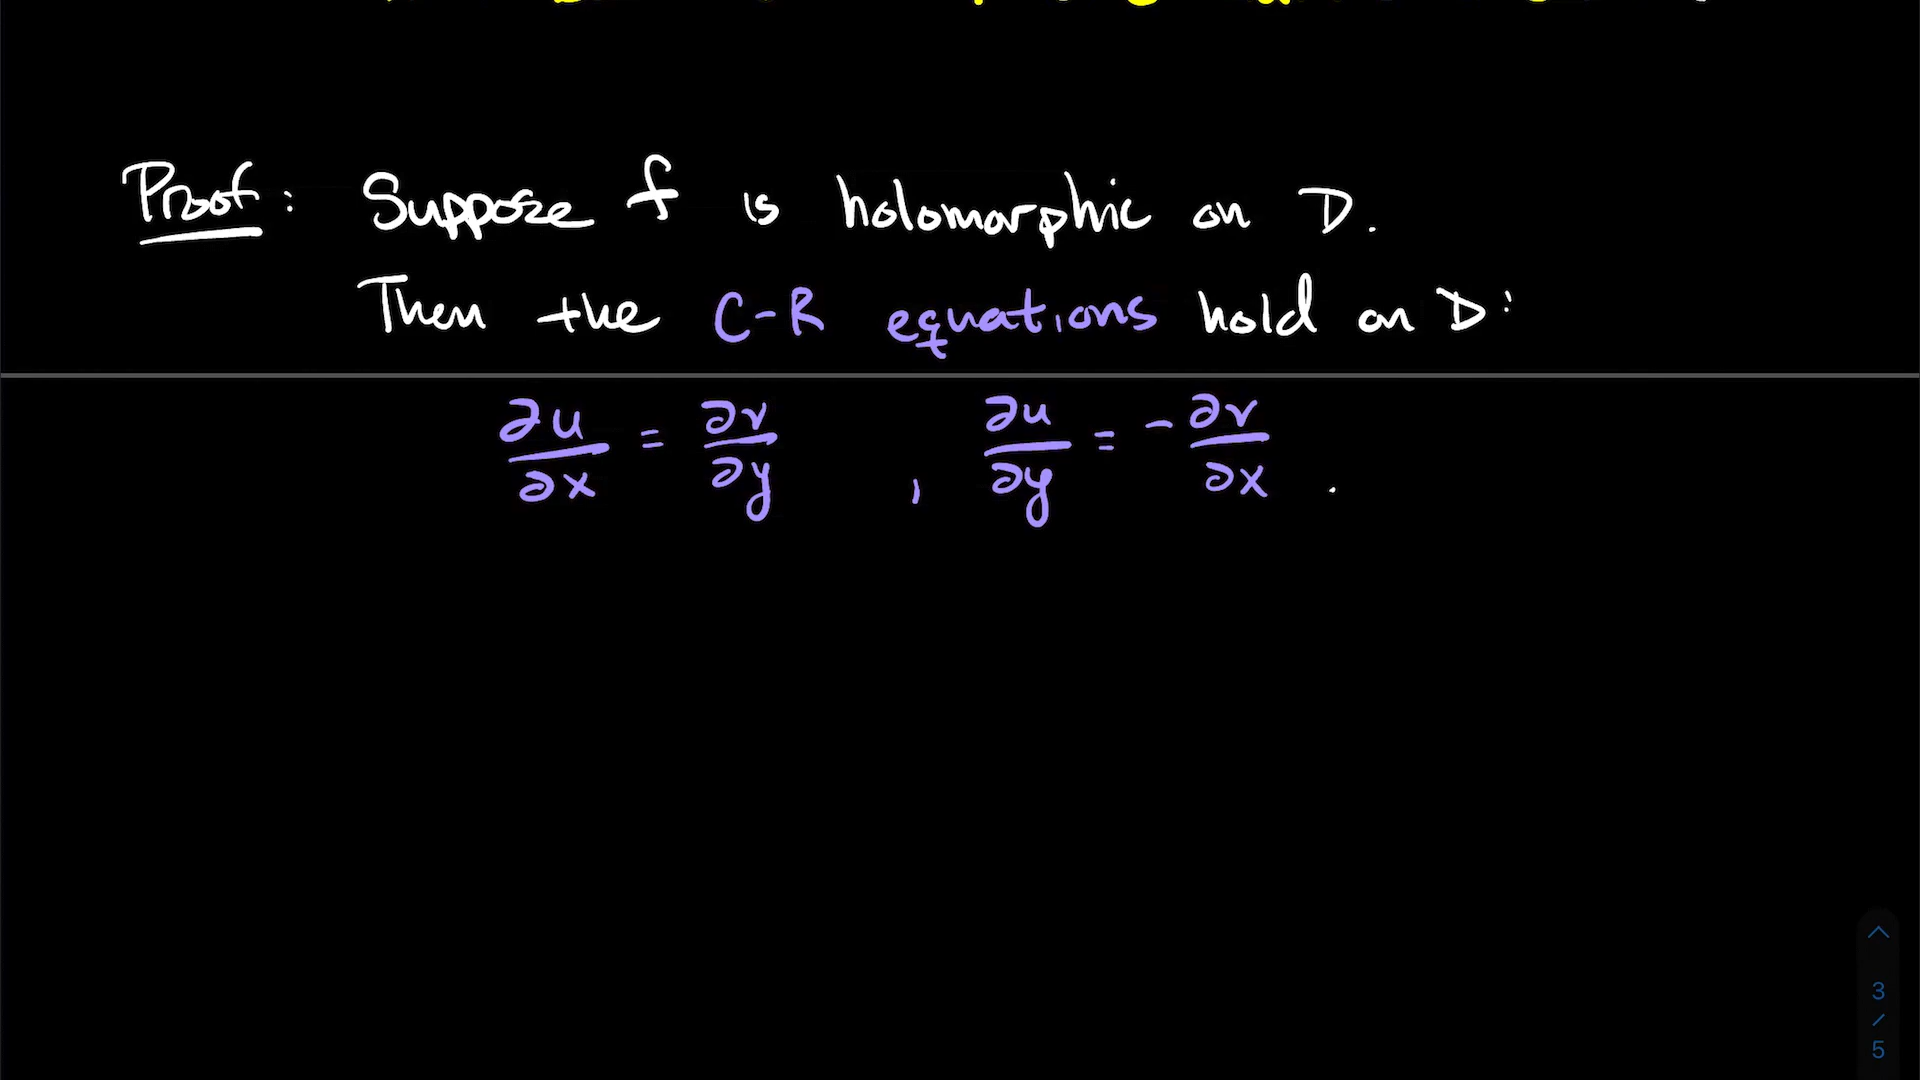 Proof: Suppose f is holomorphic on D.
Then the C-R equations hold on D:
∂u/∂x = ∂v/∂y , ∂u/∂y = -∂v/∂x .
3
/
5